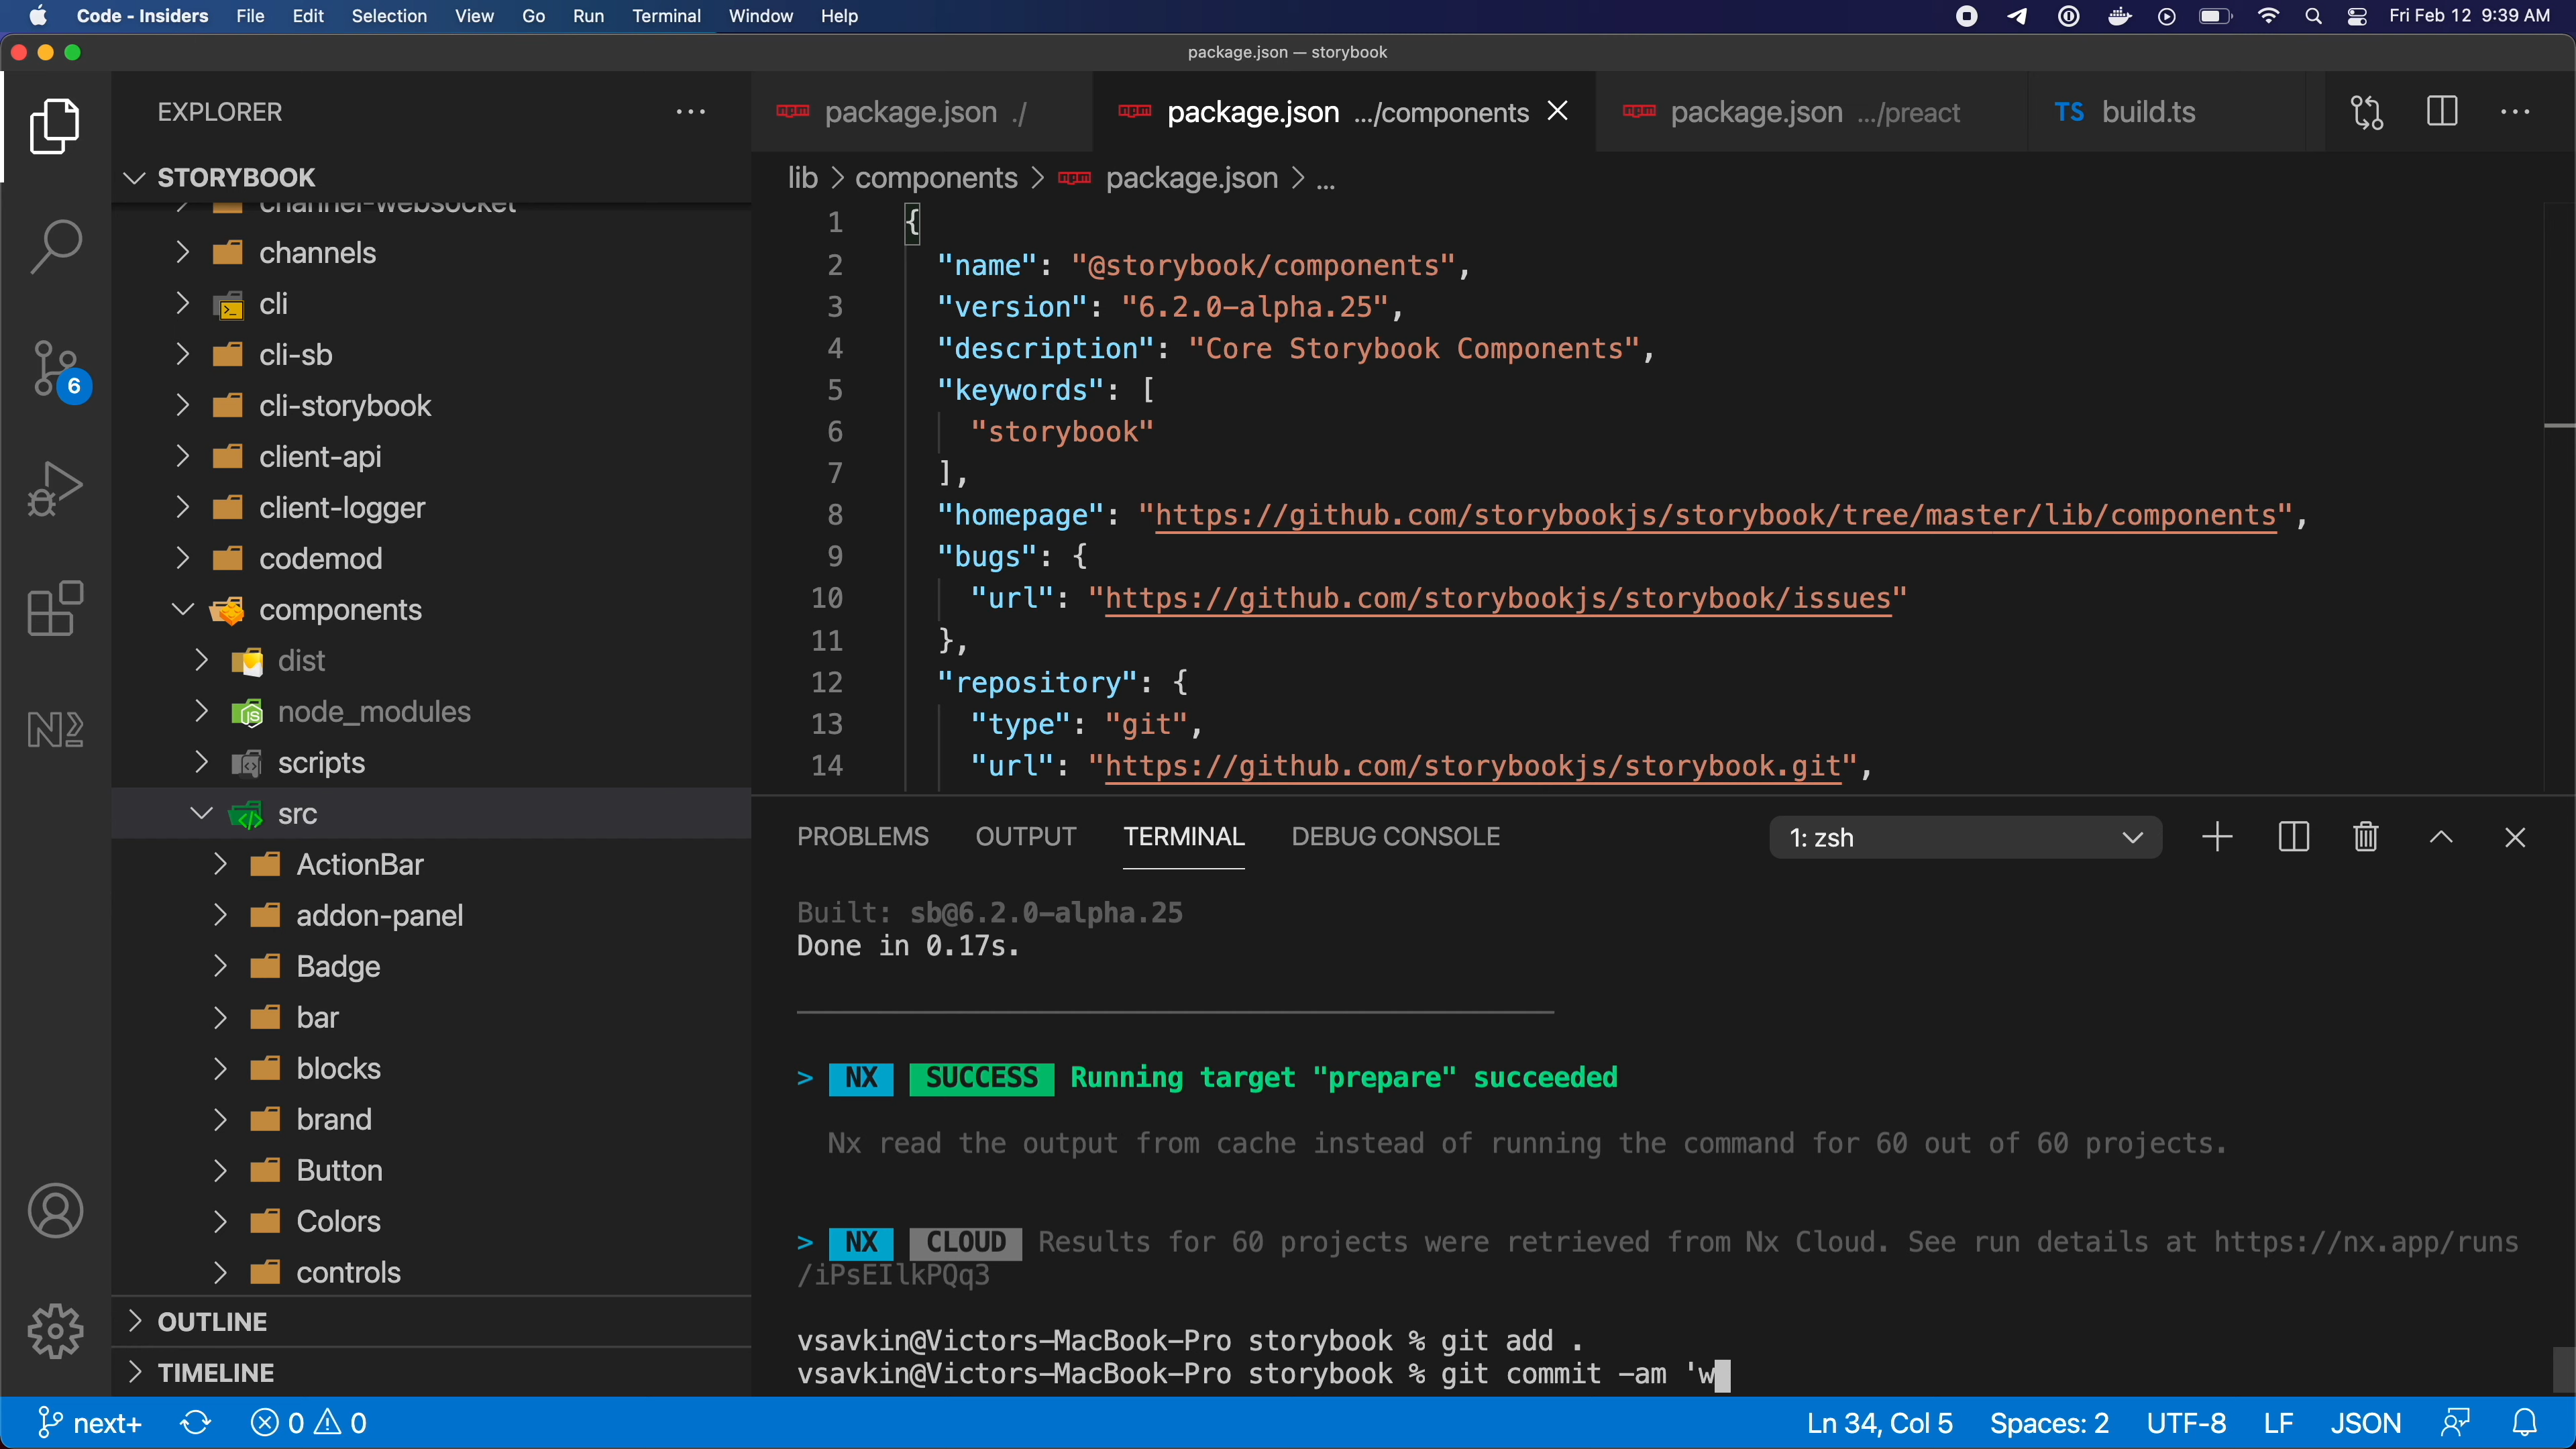 Code - Insiders File Edit Selection View Go Run Terminal Window Help Fri Feb 12 9:39 AM
package.json — storybook
EXPLORER
STORYBOOK
channel-websocket
channels
cli
cli-sb
cli-storybook
client-api
client-logger
codemod
components
dist
node_modules
scripts
src
ActionBar
addon-panel
Badge
bar
blocks
brand
Button
Colors
controls
OUTLINE
TIMELINE
6
package.json ./ package.json .../components package.json .../preact TS build.ts
lib > components > package.json > ...
1 {
2 "name": "@storybook/components",
3 "version": "6.2.0-alpha.25",
4 "description": "Core Storybook Components",
5 "keywords": [
6 "storybook"
7 ],
8 "homepage": "https://github.com/storybookjs/storybook/tree/master/lib/components",
9 "bugs": {
10 "url": "https://github.com/storybookjs/storybook/issues"
11 },
12 "repository": {
13 "type": "git",
14 "url": "https://github.com/storybookjs/storybook.git",
PROBLEMS OUTPUT TERMINAL DEBUG CONSOLE 1: zsh
Built: sb@6.2.0-alpha.25
Done in 0.17s.
> NX SUCCESS Running target "prepare" succeeded
Nx read the output from cache instead of running the command for 60 out of 60 projects.
> NX CLOUD Results for 60 projects were retrieved from Nx Cloud. See run details at https://nx.app/runs
/iPsEIlkPQq3
vsavkin@Victors-MacBook-Pro storybook % git add .
vsavkin@Victors-MacBook-Pro storybook % git commit -am 'w
next+ 0 0 Ln 34, Col 5 Spaces: 2 UTF-8 LF JSON